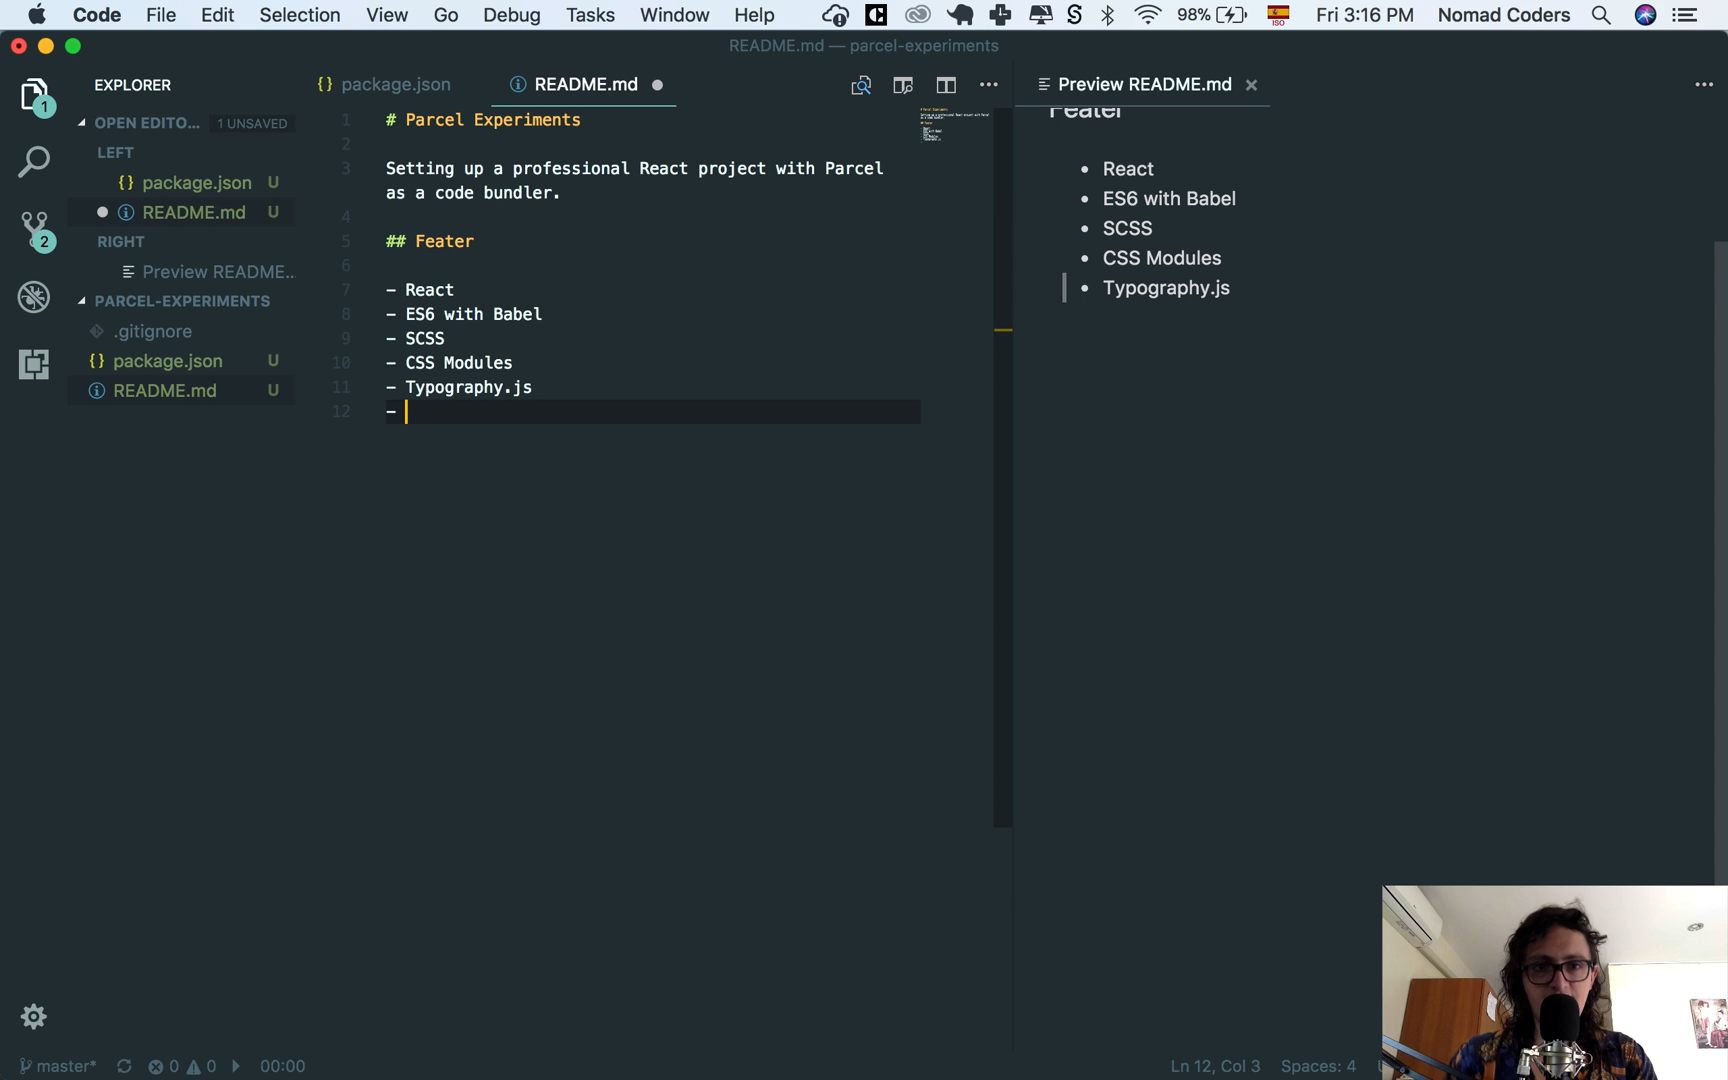 Code File Edit Selection View Go Debug Tasks Window Help 98% ISO Fri 3:16 PM Nomad Coders
README.md — parcel-experiments
EXPLORER
OPEN EDITO... 1 UNSAVED
LEFT
{} package.json U
README.md U
RIGHT
Preview README...
PARCEL-EXPERIMENTS
.gitignore
{} package.json U
README.md U
1
2
{} package.json README.md
1 # Parcel Experiments
2
3 Setting up a professional React project with Parcel
as a code bundler.
4
5 ## Feater
6
7 - React
8 - ES6 with Babel
9 - SCSS
10 - CSS Modules
11 - Typography.js
12 -
Preview README.md
Feater
• React
• ES6 with Babel
• SCSS
• CSS Modules
• Typography.js
master* 0 0 00:00 Ln 12, Col 3 Spaces: 4